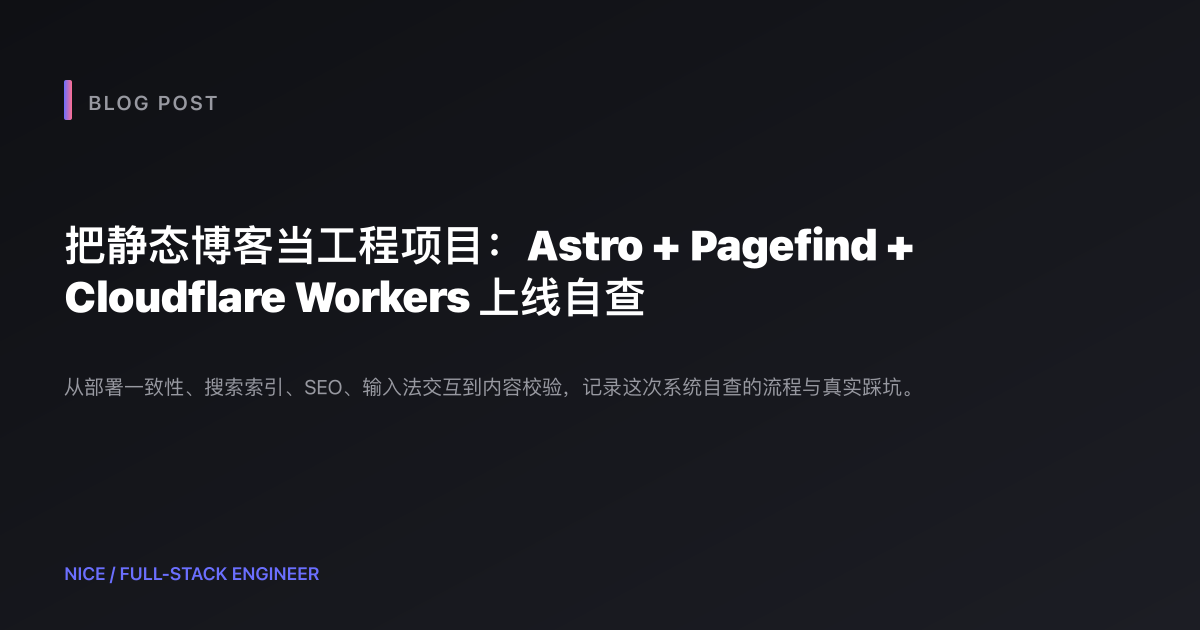 BLOG POST
把静态博客当工程项目：Astro + Pagefind +
Cloudflare Workers 上线自查
从部署一致性、搜索索引、SEO、输入法交互到内容校验，记录这次系统自查的流程与真实踩坑。
NICE / FULL-STACK ENGINEER